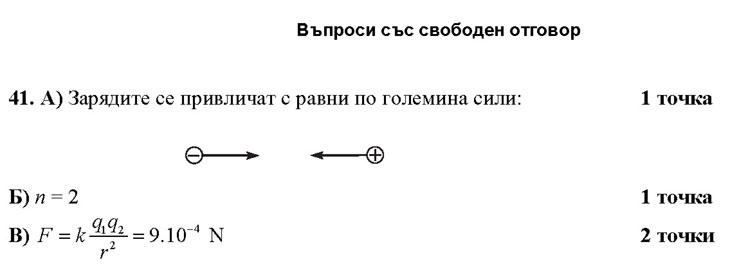 Въпроси със свободен отговор
41. А) Зарядите се привличат с равни по големина сили: 1 точка
Б) n = 2 1 точка
В) F = k q₁q₂/r² = 9.10⁻⁴ N 2 точки